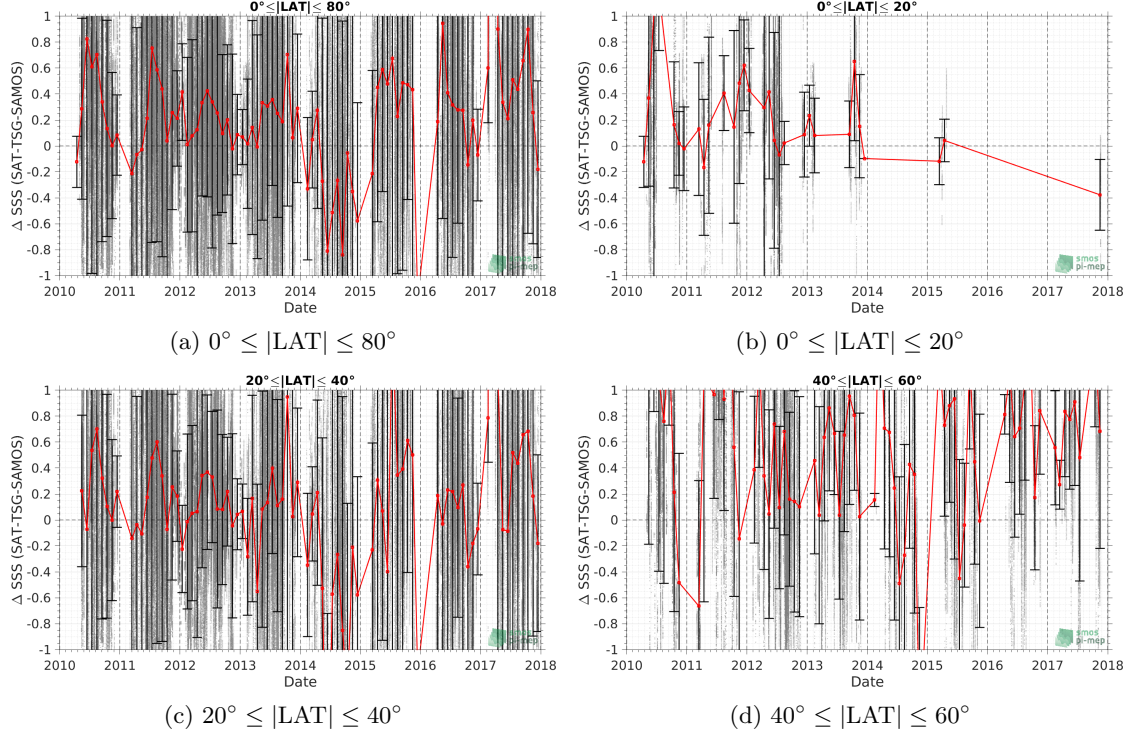 0°≤|LAT|≤ 80°
Δ SSS (SAT-TSG-SAMOS)
1
0.8
0.6
0.4
0.2
0
-0.2
-0.4
-0.6
-0.8
-1
2010 2011 2012 2013 2014 2015 2016 2017 2018
Date
smos
pi-mep
(a) 0° ≤ |LAT| ≤ 80°
0°≤|LAT|≤ 20°
Δ SSS (SAT-TSG-SAMOS)
1
0.8
0.6
0.4
0.2
0
-0.2
-0.4
-0.6
-0.8
-1
2010 2011 2012 2013 2014 2015 2016 2017 2018
Date
smos
pi-mep
(b) 0° ≤ |LAT| ≤ 20°
20°≤|LAT|≤ 40°
Δ SSS (SAT-TSG-SAMOS)
1
0.8
0.6
0.4
0.2
0
-0.2
-0.4
-0.6
-0.8
-1
2010 2011 2012 2013 2014 2015 2016 2017 2018
Date
smos
pi-mep
(c) 20° ≤ |LAT| ≤ 40°
40°≤|LAT|≤ 60°
Δ SSS (SAT-TSG-SAMOS)
1
0.8
0.6
0.4
0.2
0
-0.2
-0.4
-0.6
-0.8
-1
2010 2011 2012 2013 2014 2015 2016 2017 2018
Date
smos
pi-mep
(d) 40° ≤ |LAT| ≤ 60°